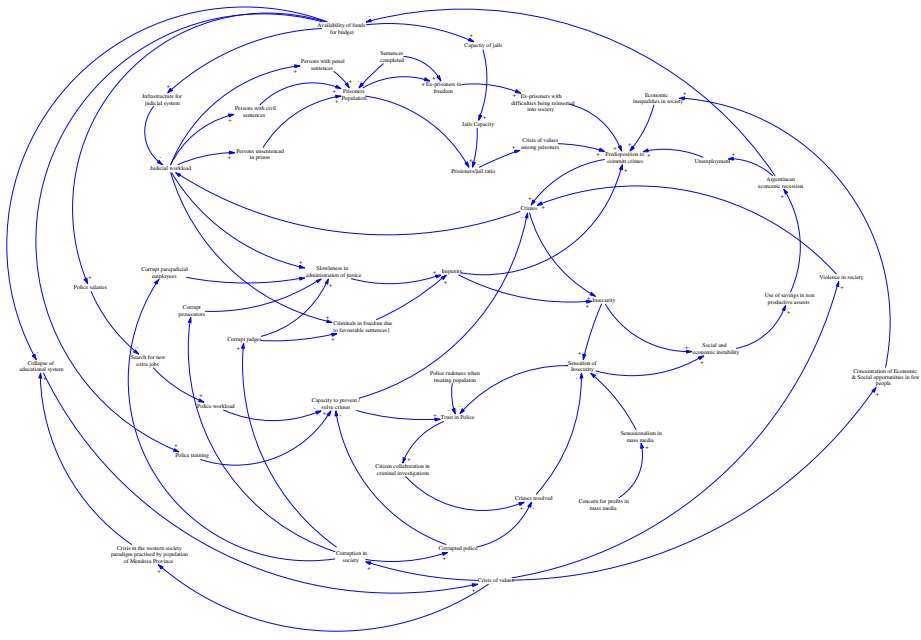 Availability of funds
for budget
Capactiy of jails
Persons with penal
sentences
Sentences
completed
Infrastructure for
judicial system
Prisoners
Population
Ex-prisoners in
freedom
Ex-prisoners with
difficulties being reinserted
into society
Economic
inequalities in society
Persons with civil
sentences
Jails Capacity
Persons unsentenced
in prison
Crisis of values
among prisoners
Predisposition to
commit crimes
Unemployment
Judicial workload
Prisioners/jail ratio
Argentinean
economic recession
Crimes
Corrupt parajudicial
employees
Slowleness in
administration of justice
Impunity
Violence in society
Police salaries
Insecurity
Use of savings in non
productive assests
Corrupt
prosecators
Criminals in freedom due
to favourable sentences}
Corrupt judges
Social and
economic instability
Search for new
extra jobs
Collapse of
educational system
Sensation of
Insecurity
Police rudeness when
treating populaton
Concentration of Economic
& Social opportunities in few
people
Police workload
Capacity to prevent /
solve crimes
Trust in Police
Sensasionalism in
mass media
Police training
Citizen collaboration in
criminal investigations
Crimes resolved
Concern for profits in
mass media
Crisis in the western society
paradigm practised by population
of Mendoza Province
Corruption in
society
Corrupted police
Crisis of values